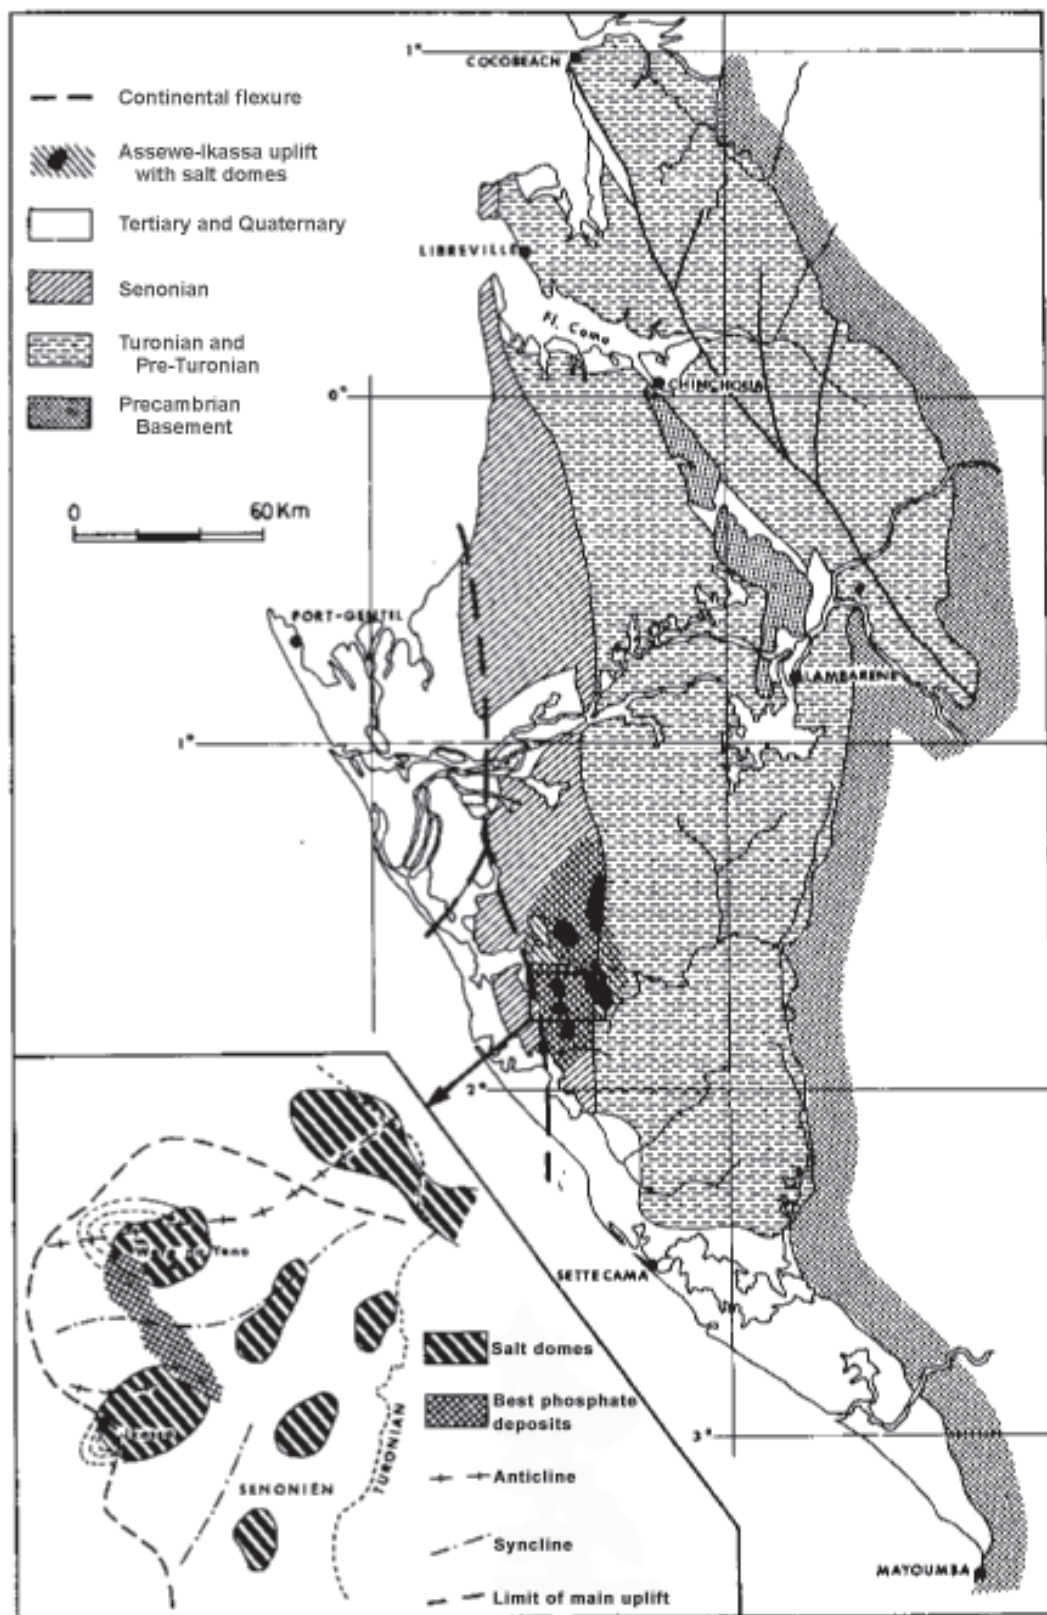 Continental flexure
Assewe-Ikassa uplift
with salt domes
Tertiary and Quaternary
Senonian
Turonian and
Pre-Turonian
Precambrian
Basement
0 60 Km
1°
COCOBEACH
LIBREVILLE
Fl. Como
CHINCHOUA
0°
PORT-GENTIL
LAMBARENE
1°
2°
SETTE CAMA
3°
MAYOUMBA
Salt domes
Best phosphate
deposits
TURONIAN
SENONIÉN
Anticline
Syncline
Limit of main uplift